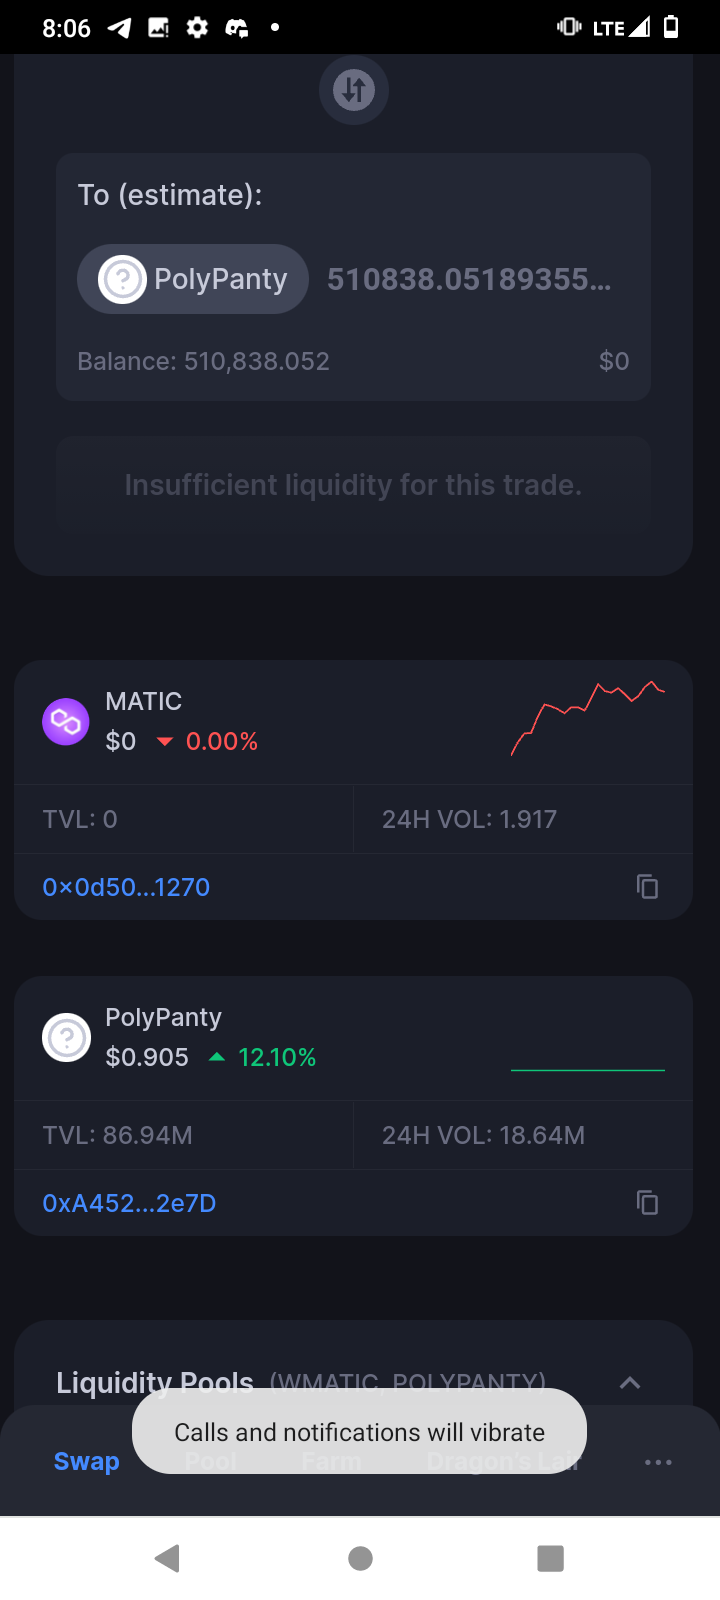 8:06 LTE
To (estimate):
PolyPanty 510838.05189355...
Balance: 510,838.052 $0
Insufficient liquidity for this trade.
MATIC
$0 0.00%
TVL: 0 24H VOL: 1.917
0x0d50...1270
PolyPanty
$0.905 12.10%
TVL: 86.94M 24H VOL: 18.64M
0xA452...2e7D
Liquidity Pools (WMATIC, POLYPANTY)
Calls and notifications will vibrate
Swap Pool Farm Dragon's Lair